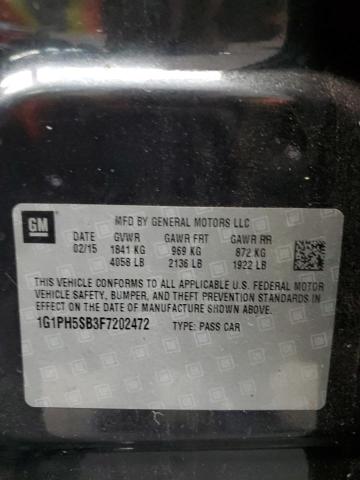 GM
MFD BY GENERAL MOTORS LLC
DATE GVWR GAWR FRT GAWR RR
02/15 1841 KG 969 KG 872 KG
4058 LB 2136 LB 1922 LB
THIS VEHICLE CONFORMS TO ALL APPLICABLE U.S. FEDERAL MOTOR
VEHICLE SAFETY, BUMPER, AND THEFT PREVENTION STANDARDS
IN EFFECT ON THE DATE OF MANUFACTURE SHOWN ABOVE.
1G1PH5SB3F7202472 TYPE: PASS CAR